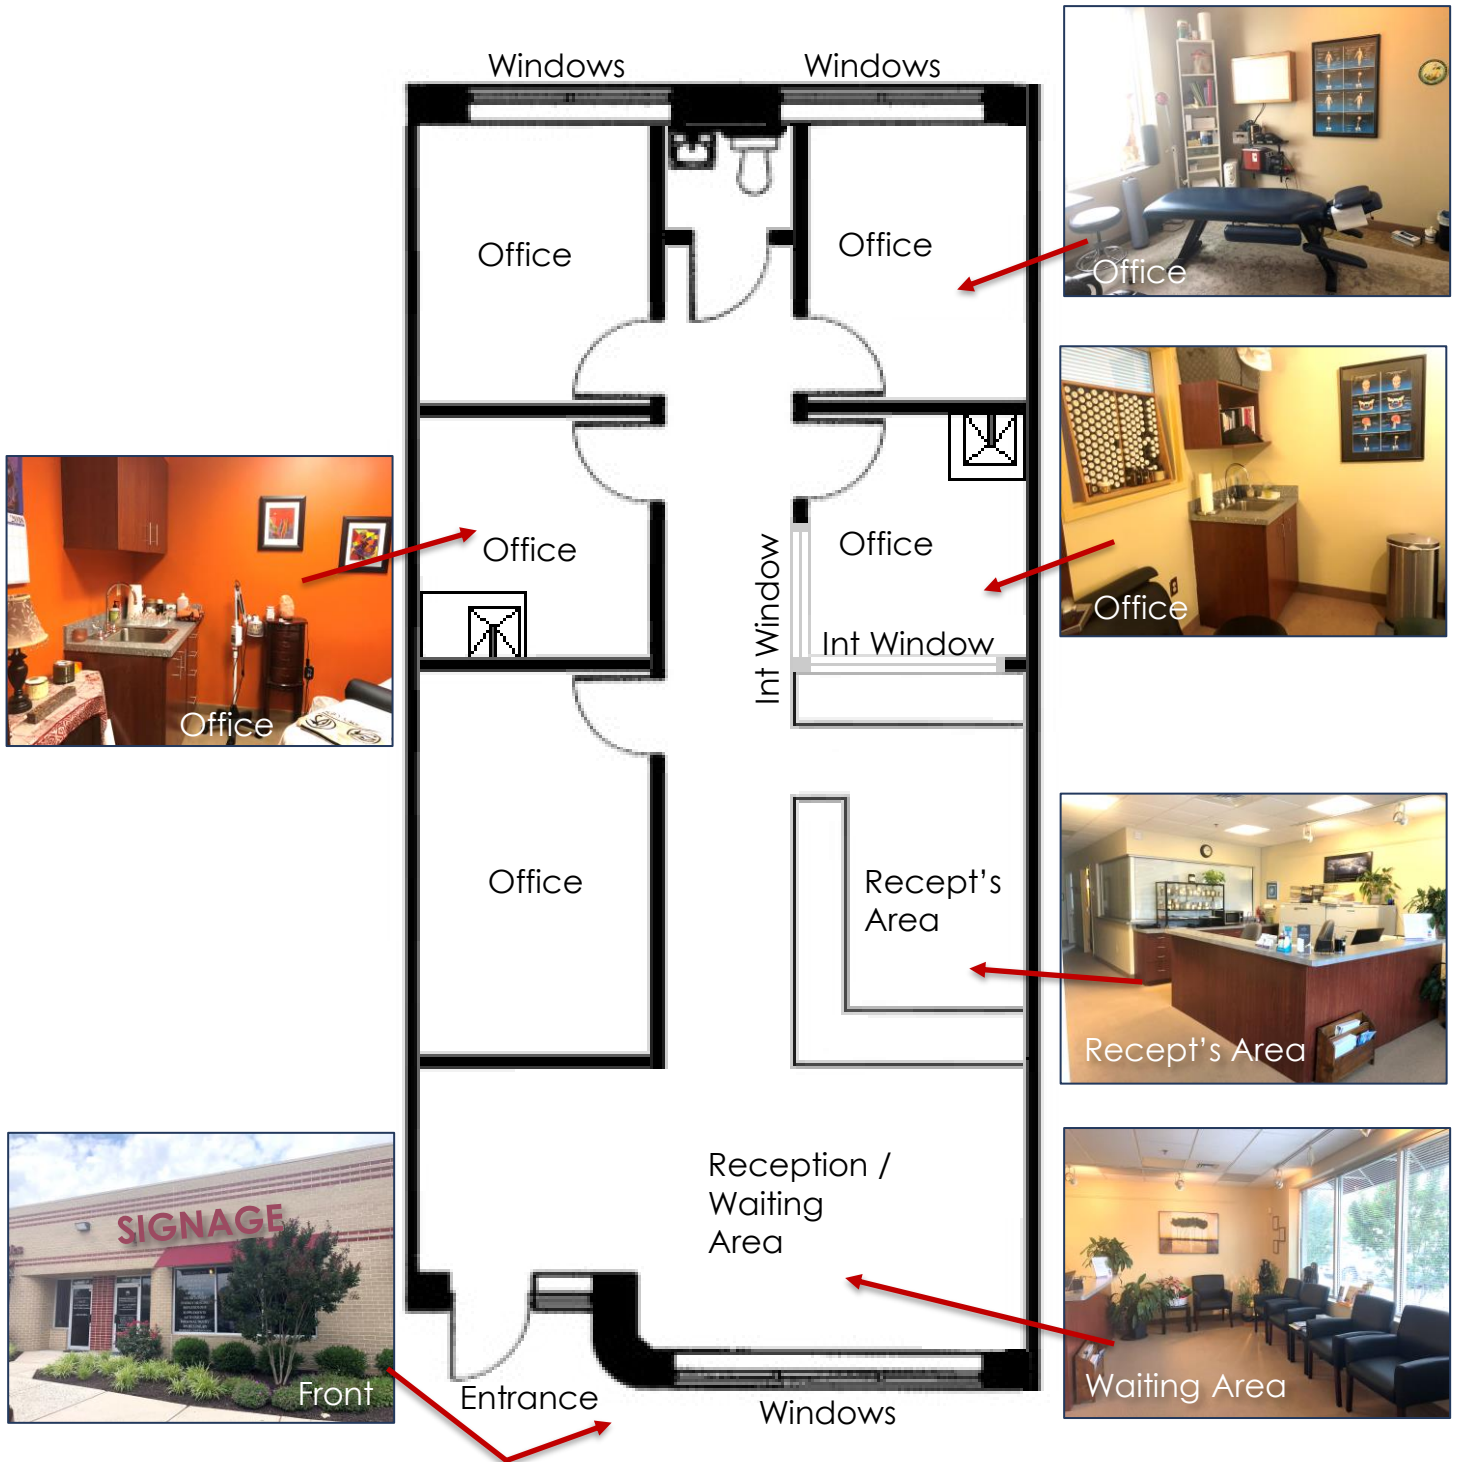 Windows
Windows
Office
Office
Office
Office
Office
Int Window
Int Window
Office
Office
Office
Office
Recept's
Area
Recept's Area
Reception /
Waiting
Area
SIGNAGE
Front
Entrance
Windows
Waiting Area